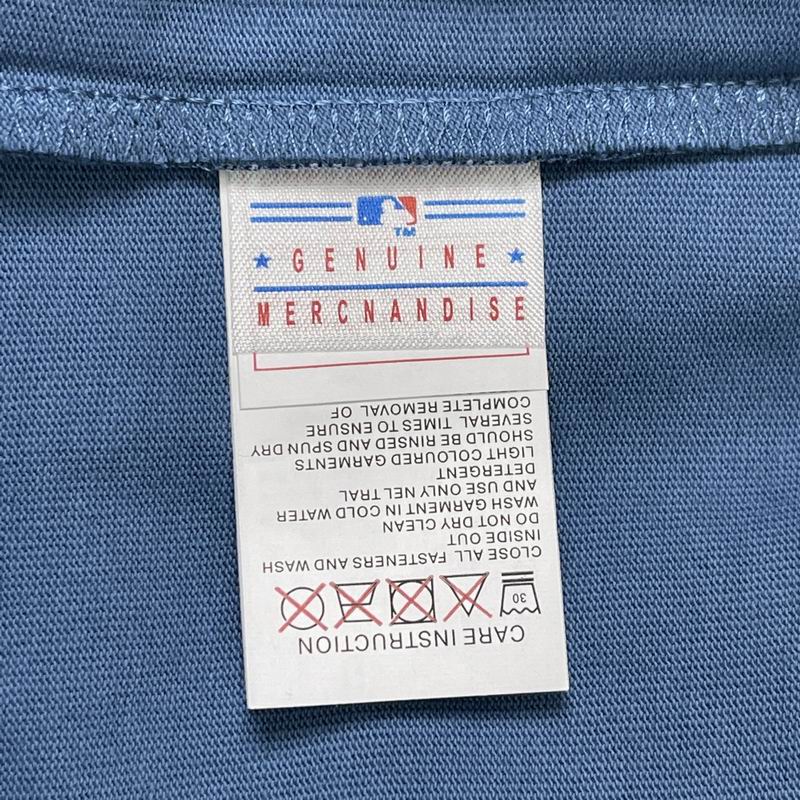 TM
GENUINE
MERCNANDISE
CARE INSTRUCTION
30
CLOSE ALL FASTENERS AND WASH
INSIDE OUT
DO NOT DRY CLEAN
WASH GARMENT IN COLD WATER
AND USE ONLY NEL TRAL
DETERGENT
LIGHT COLOURED GARMENTS
SHOULD BE RINSED AND SPUN DRY
SEVERAL TIMES TO ENSURE
COMPLETE REMOVAL OF